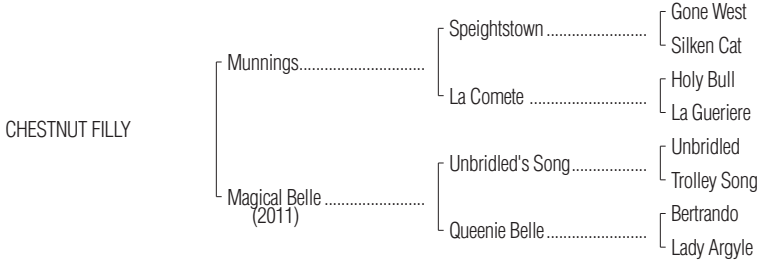 Gone West
Speightstown ........................
Silken Cat
Munnings..............................
Holy Bull
La Comete ............................
La Gueriere
CHESTNUT FILLY
Unbridled
Unbridled's Song..................
Trolley Song
Magical Belle ........................
(2011)
Bertrando
Queenie Belle ........................
Lady Argyle